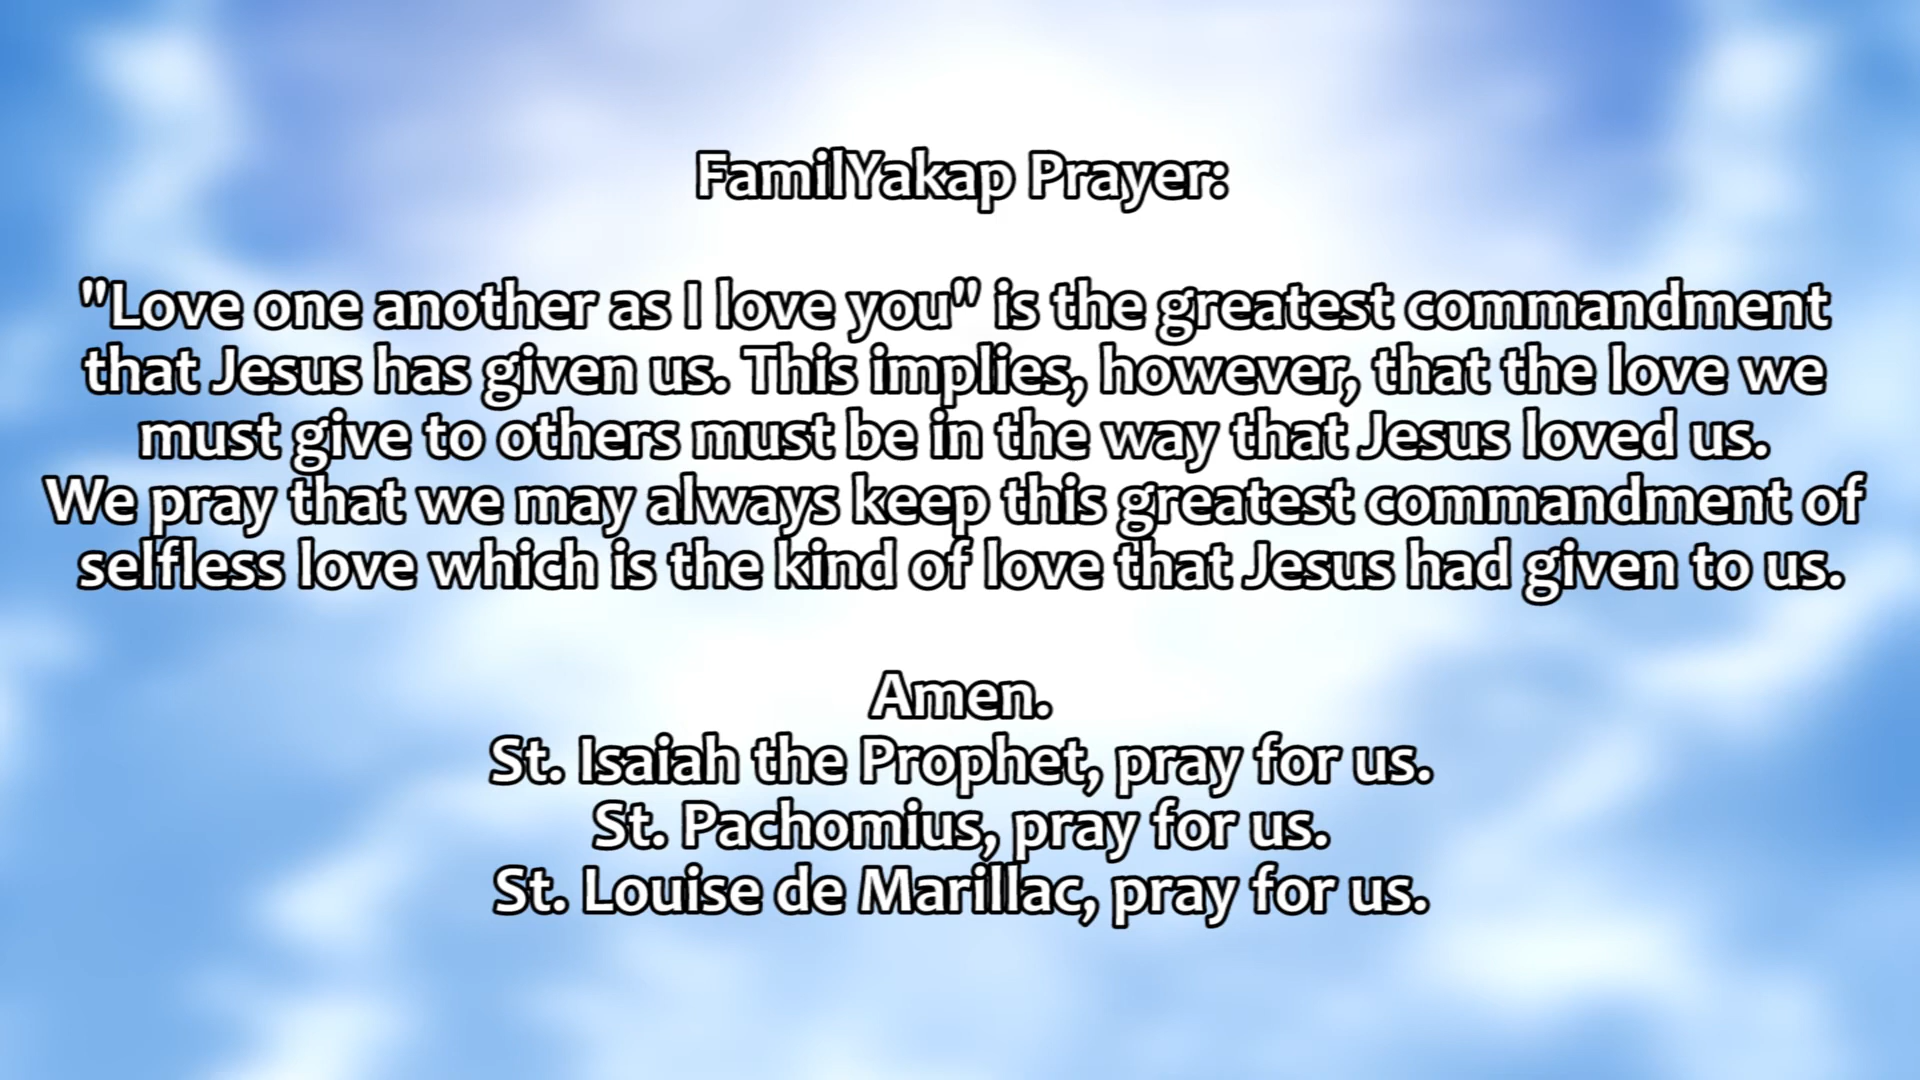 FamilYakap Prayer:
"Love one another as I love you" is the greatest commandment
that Jesus has given us. This implies, however, that the love we
must give to others must be in the way that Jesus loved us.
We pray that we may always keep this greatest commandment of
selfless love which is the kind of love that Jesus had given to us.
Amen.
St. Isaiah the Prophet, pray for us.
St. Pachomius, pray for us.
St. Louise de Marillac, pray for us.